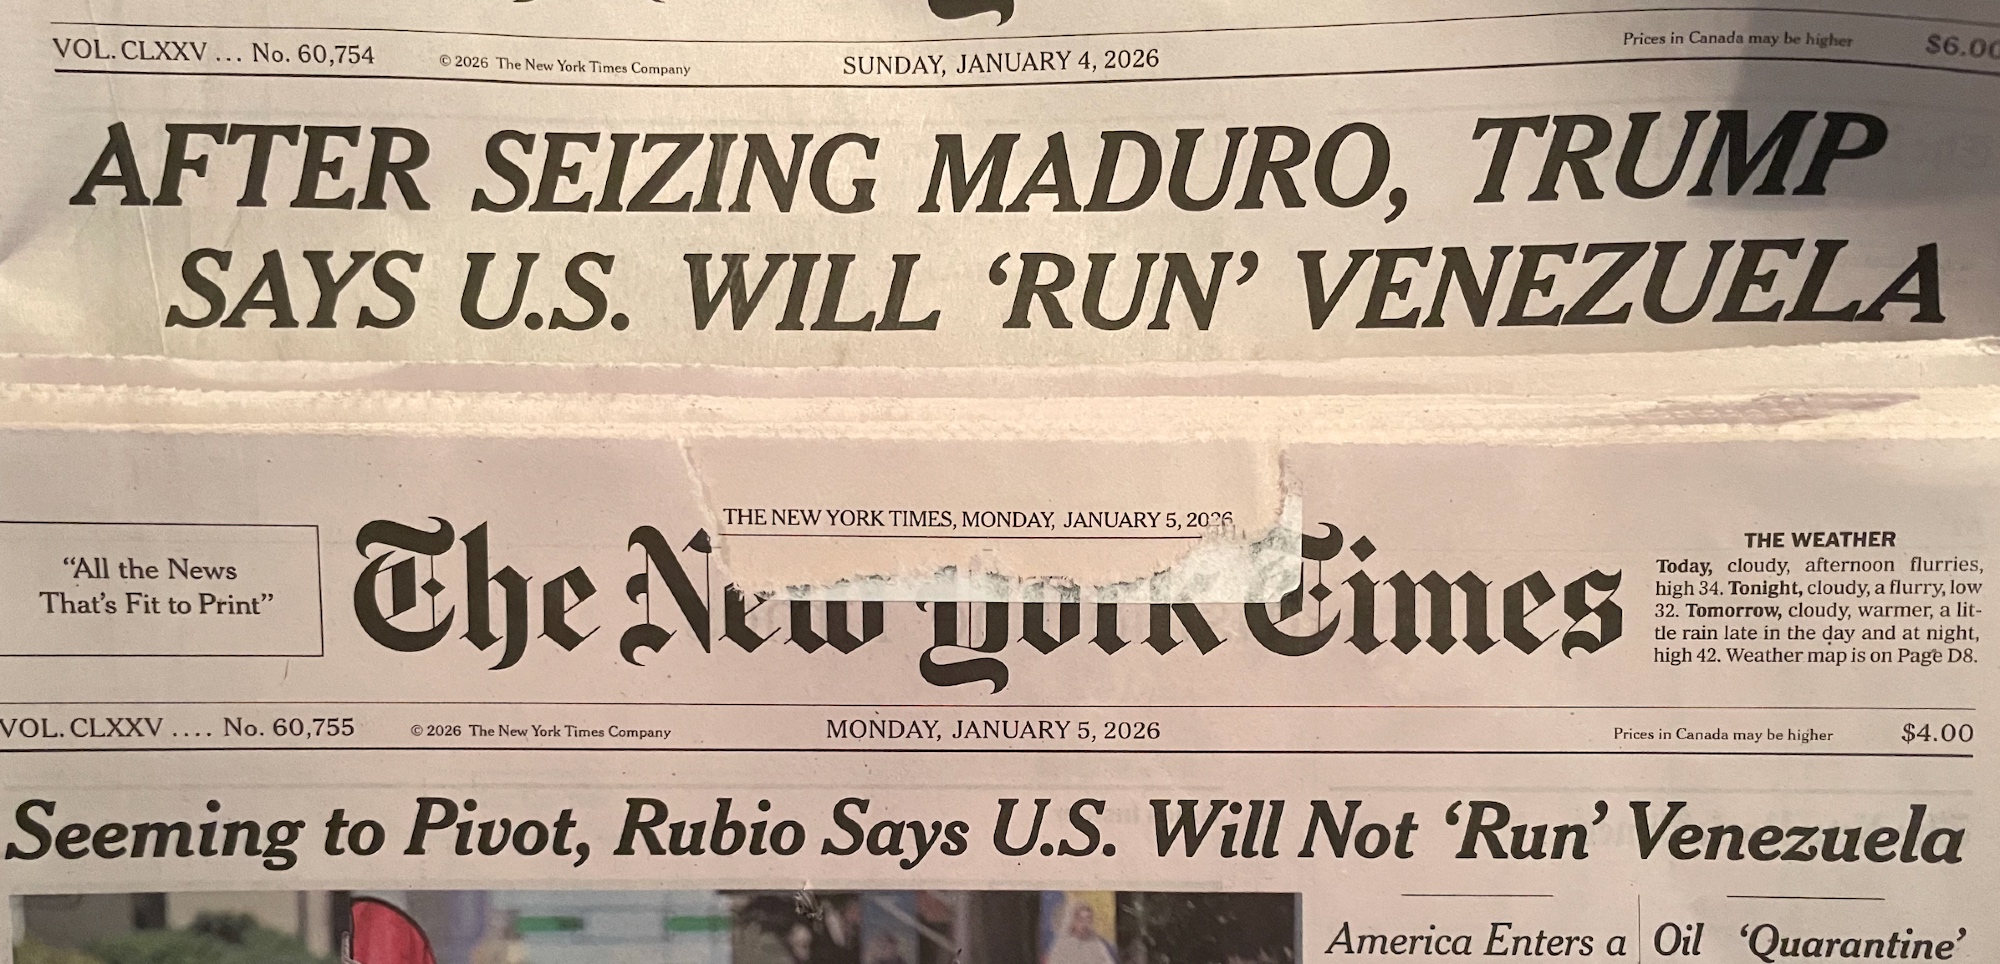 VOL. CLXXV ... No. 60,754 © 2026 The New York Times Company SUNDAY, JANUARY 4, 2026 Prices in Canada may be higher $6.00
AFTER SEIZING MADURO, TRUMP
SAYS U.S. WILL ‘RUN’ VENEZUELA
THE NEW YORK TIMES, MONDAY, JANUARY 5, 2026
“All the News
That’s Fit to Print”
The New York Times
THE WEATHER
Today, cloudy, afternoon flurries,
high 34. Tonight, cloudy, a flurry, low
32. Tomorrow, cloudy, warmer, a lit-
tle rain late in the day and at night,
high 42. Weather map is on Page D8.
VOL. CLXXV .... No. 60,755 © 2026 The New York Times Company MONDAY, JANUARY 5, 2026 Prices in Canada may be higher $4.00
Seeming to Pivot, Rubio Says U.S. Will Not ‘Run’ Venezuela
America Enters a
Oil ‘Quarantine’